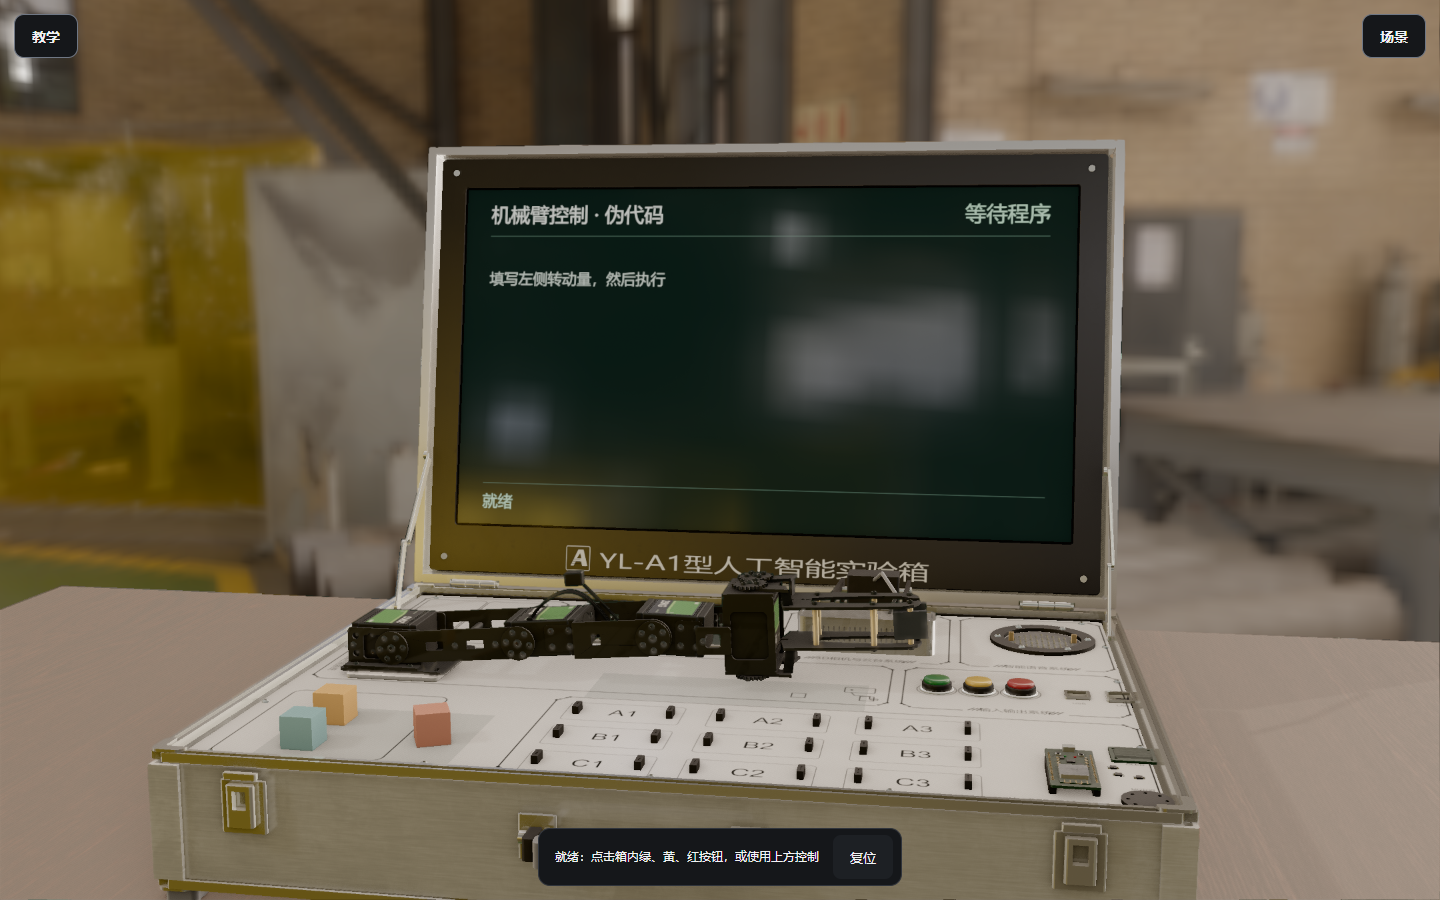 教学
场景
机械臂控制 · 伪代码
等待程序
填写左侧转动量，然后执行
就绪
A YL-A1型人工智能实验箱
A1
A2
A3
B1
B2
B3
C1
C2
C3
就绪：点击箱内绿、黄、红按钮，或使用上方控制
复位